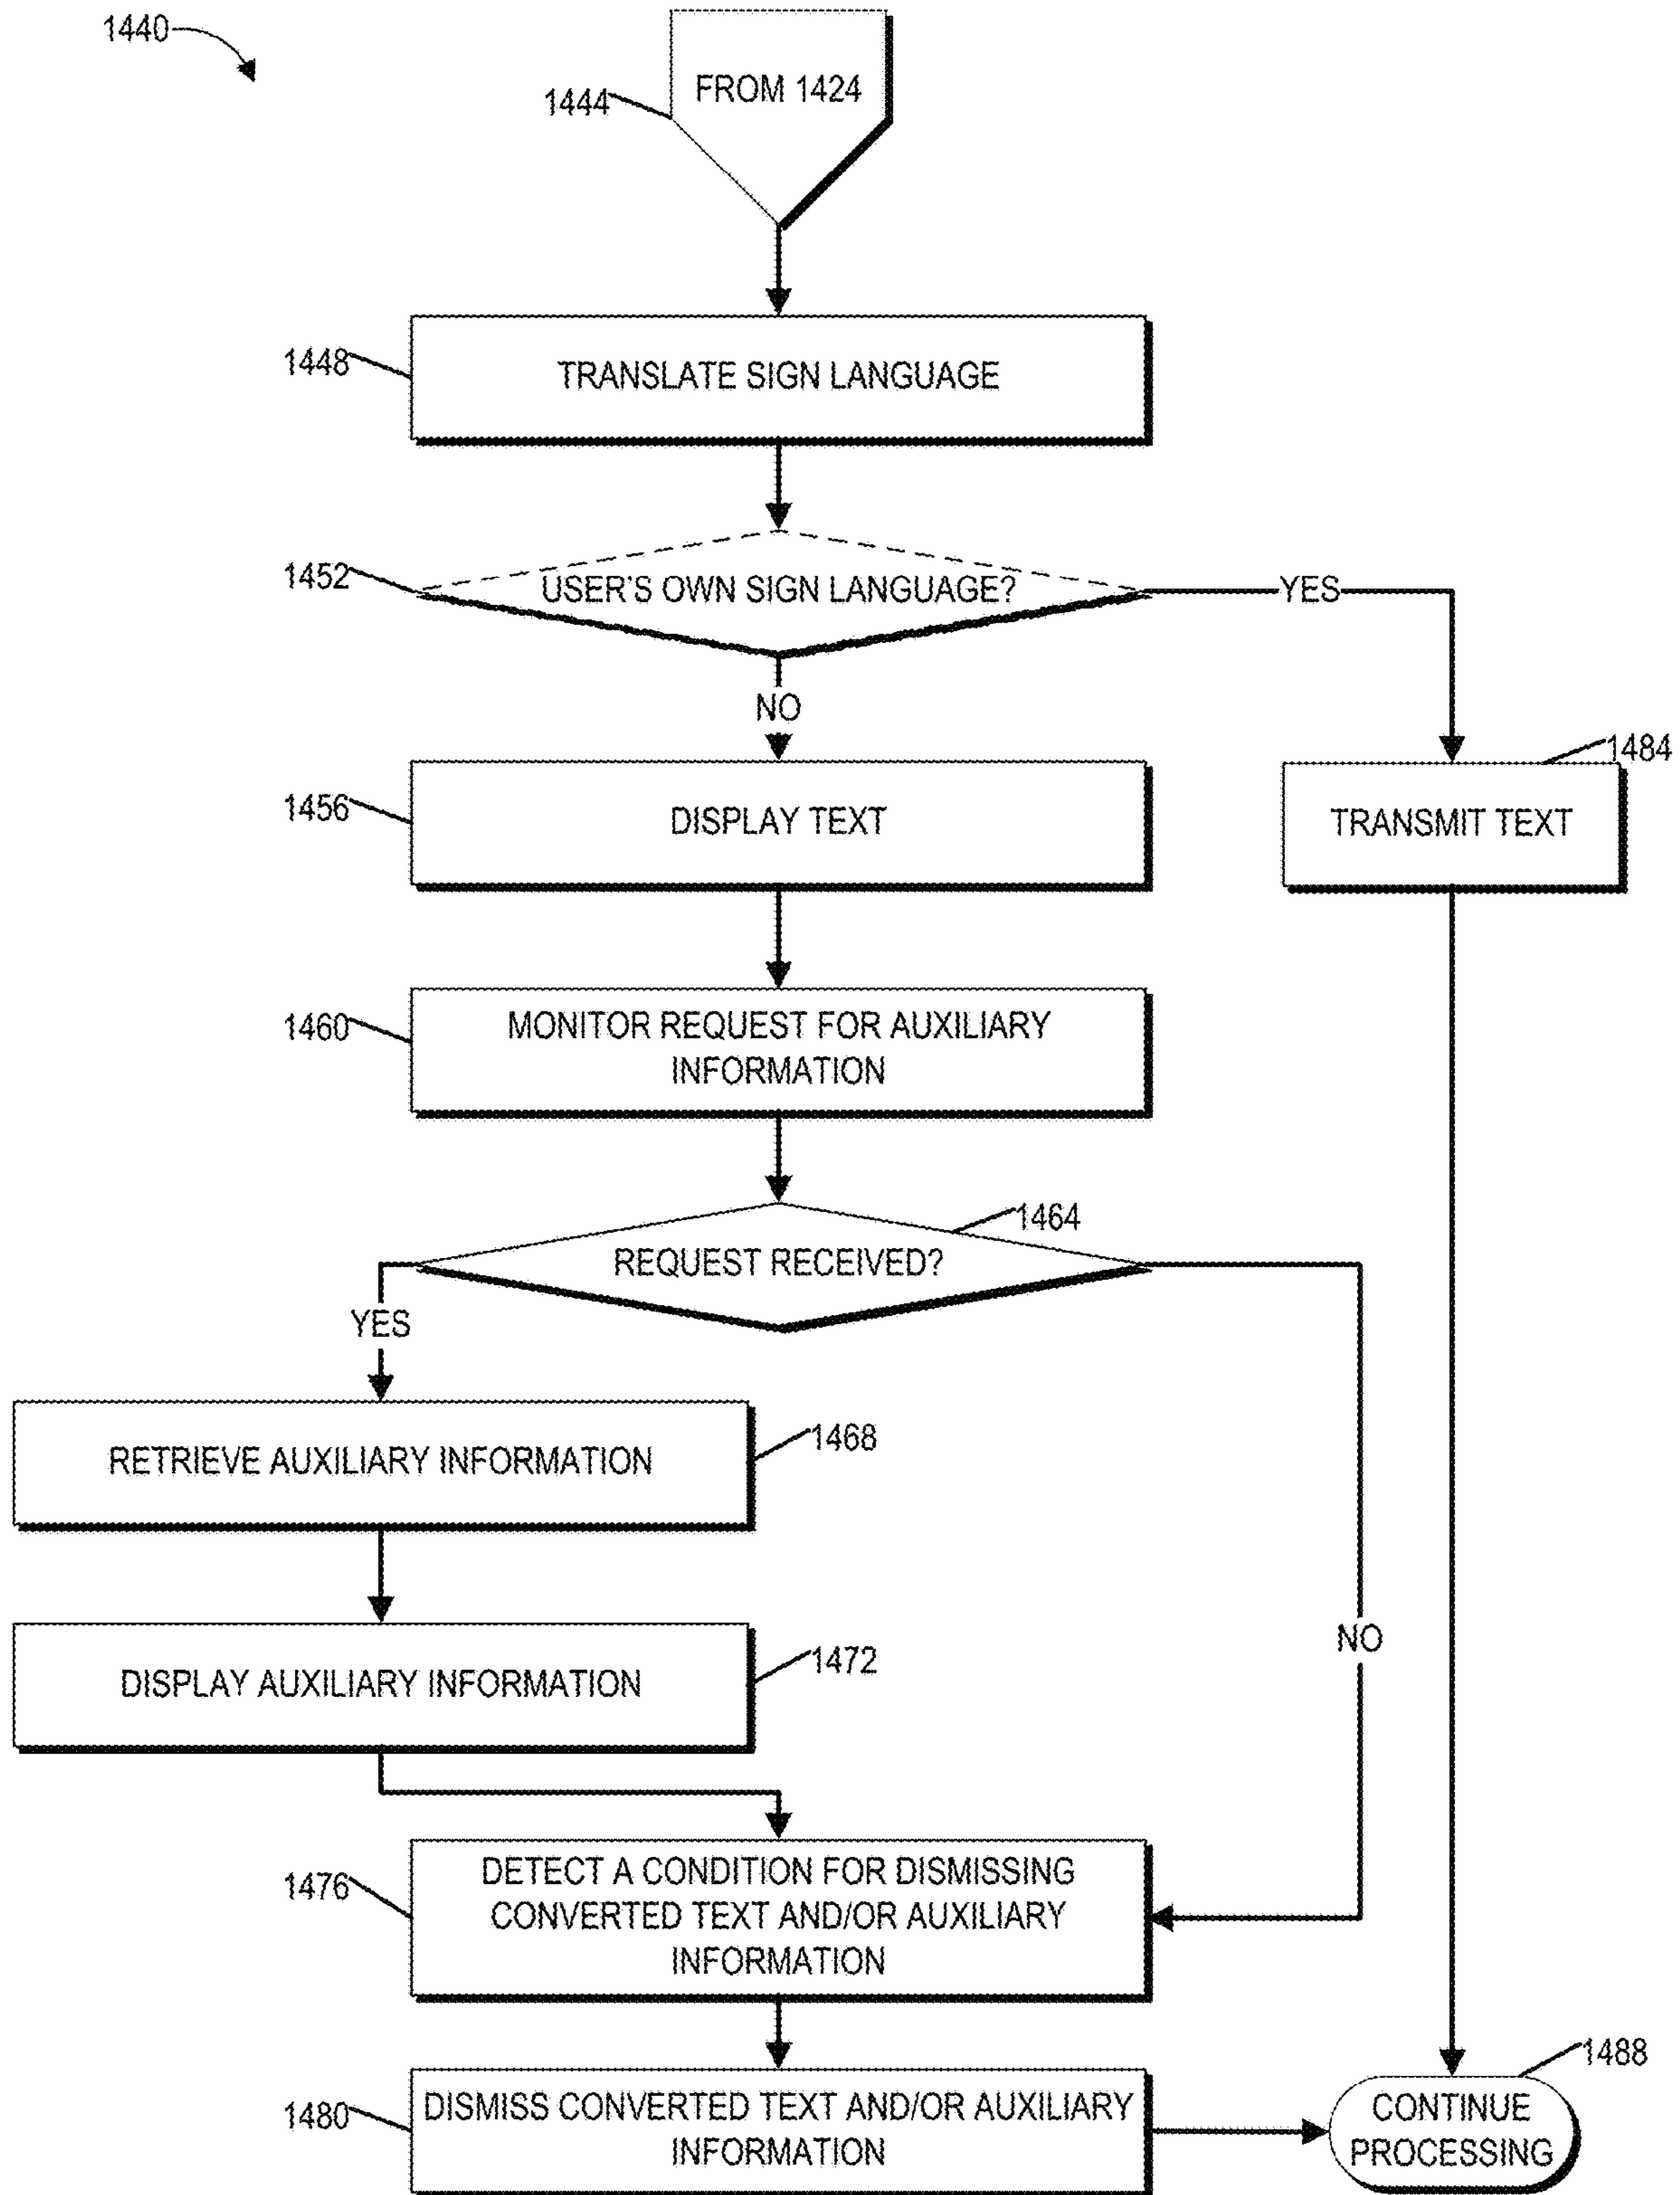 1440
FROM 1424
1444
1448
TRANSLATE SIGN LANGUAGE
1452
USER'S OWN SIGN LANGUAGE?
YES
NO
1484
1456
DISPLAY TEXT
TRANSMIT TEXT
1460
MONITOR REQUEST FOR AUXILIARY
INFORMATION
1464
REQUEST RECEIVED?
YES
1468
RETRIEVE AUXILIARY INFORMATION
NO
1472
DISPLAY AUXILIARY INFORMATION
1476
DETECT A CONDITION FOR DISMISSING
CONVERTED TEXT AND/OR AUXILIARY
INFORMATION
1488
1480
DISMISS CONVERTED TEXT AND/OR AUXILIARY
INFORMATION
CONTINUE
PROCESSING